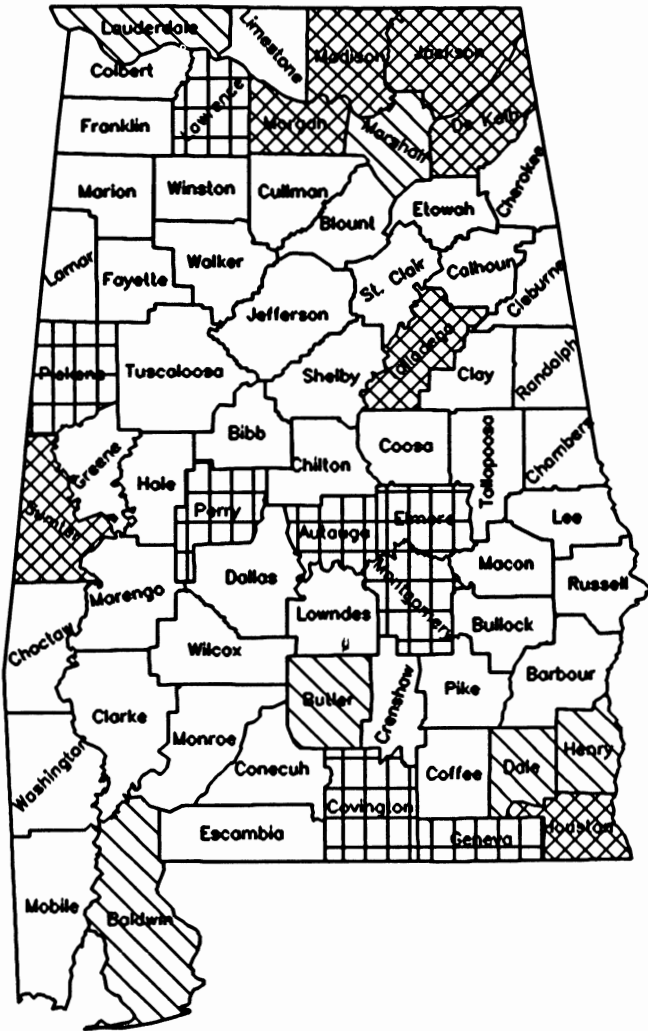 Lauderdale
Limestone
Madison
Jackson
Colbert
Lawrence
Morgan
Marshall
De Kalb
Franklin
Cherokee
Marion
Winston
Cullman
Blount
Etowah
Lamar
Fayette
Walker
St. Clair
Calhoun
Cleburne
Jefferson
Talladega
Pickens
Tuscaloosa
Shelby
Clay
Randolph
Bibb
Coosa
Tallapoosa
Chambers
Greene
Hale
Chilton
Sumter
Perry
Autauga
Elmore
Lee
Macon
Russell
Marengo
Dallas
Montgomery
Lowndes
Choctaw
Bullock
Wilcox
Barbour
Butler
Crenshaw
Pike
Clarke
Monroe
Washington
Conecuh
Coffee
Dale
Henry
Covington
Escambia
Geneva
Houston
Mobile
Baldwin